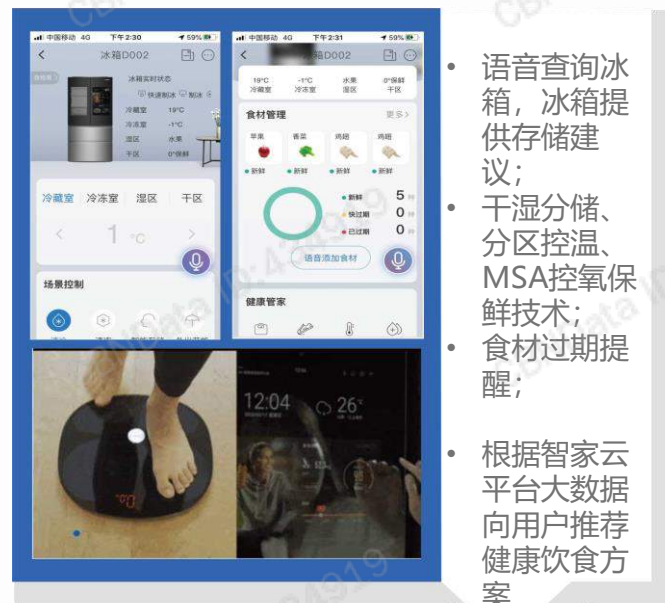 中国移动 4G 下午2:30 59%
冰箱D002
冰箱实时状态
快速制冰 制冰
冷藏室 19°C
冷冻室 -1°C
湿区 水果
干区 0°保鲜
冷藏室 冷冻室 湿区 干区
1 °C
场景控制
中国移动 4G 下午2:31 59%
冰箱D002
19°C -1°C 水果 0°保鲜
冷藏室 冷冻室 湿区 干区
食材管理 更多>
苹果 香菜 鸡翅 鸡翅
新鲜 新鲜 新鲜 新鲜
新鲜 5
快过期 0
已过期 0
语音添加食材
健康管家
12:04 26°
• 语音查询冰
箱，冰箱提
供存储建
议；
• 干湿分储、
分区控温、
MSA控氧保
鲜技术；
• 食材过期提
醒；
• 根据智家云
平台大数据
向用户推荐
健康饮食方
案